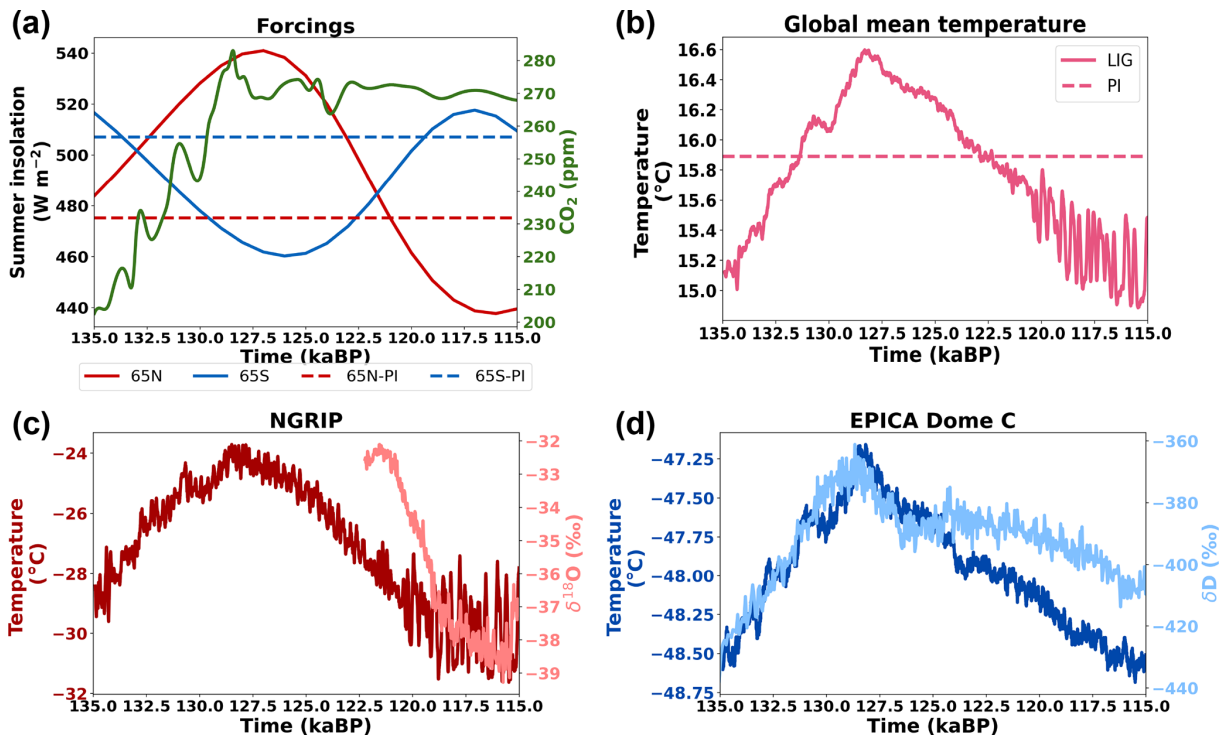 (a)
Forcings
Summer insolation
(W m−2)
540
520
500
480
460
440
280
270
260
250
240
230
220
210
200
CO2 (ppm)
135.0 132.5 130.0 127.5 125.0 122.5 120.0 117.5 115.0
Time (kaBP)
65N 65S 65N-PI 65S-PI
(b)
Global mean temperature
Temperature
(°C)
16.6
16.4
16.2
16.0
15.8
15.6
15.4
15.2
15.0
LIG
PI
135.0 132.5 130.0 127.5 125.0 122.5 120.0 117.5 115.0
Time (kaBP)
(c)
NGRIP
Temperature
(°C)
−24
−26
−28
−30
−32
−32
−33
−34
−35
−36
−37
−38
−39
δ18O (‰)
135.0 132.5 130.0 127.5 125.0 122.5 120.0 117.5 115.0
Time (kaBP)
(d)
EPICA Dome C
Temperature
(°C)
−47.25
−47.50
−47.75
−48.00
−48.25
−48.50
−48.75
−360
−380
−400
−420
−440
δD (‰)
135.0 132.5 130.0 127.5 125.0 122.5 120.0 117.5 115.0
Time (kaBP)